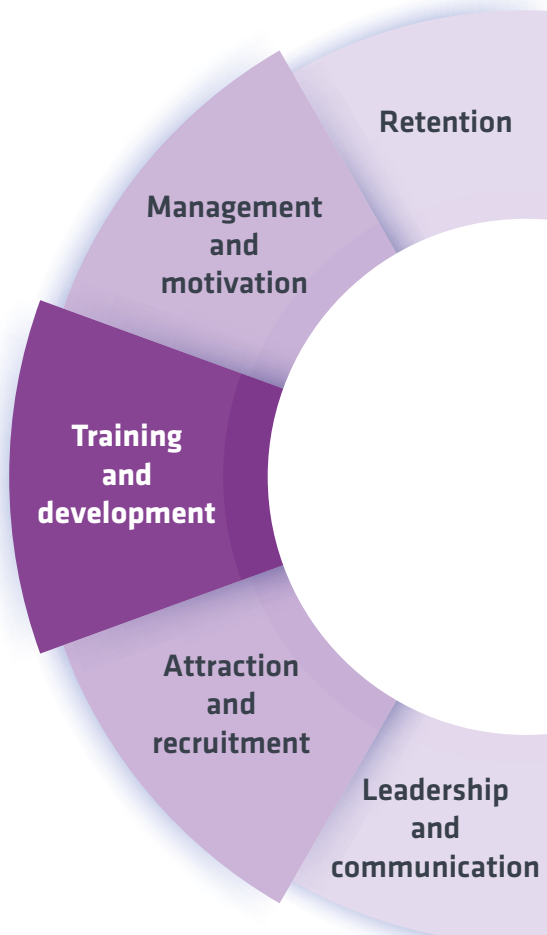 Retention
Management
and
motivation
Training
and
development
Attraction
and
recruitment
Leadership
and
communication